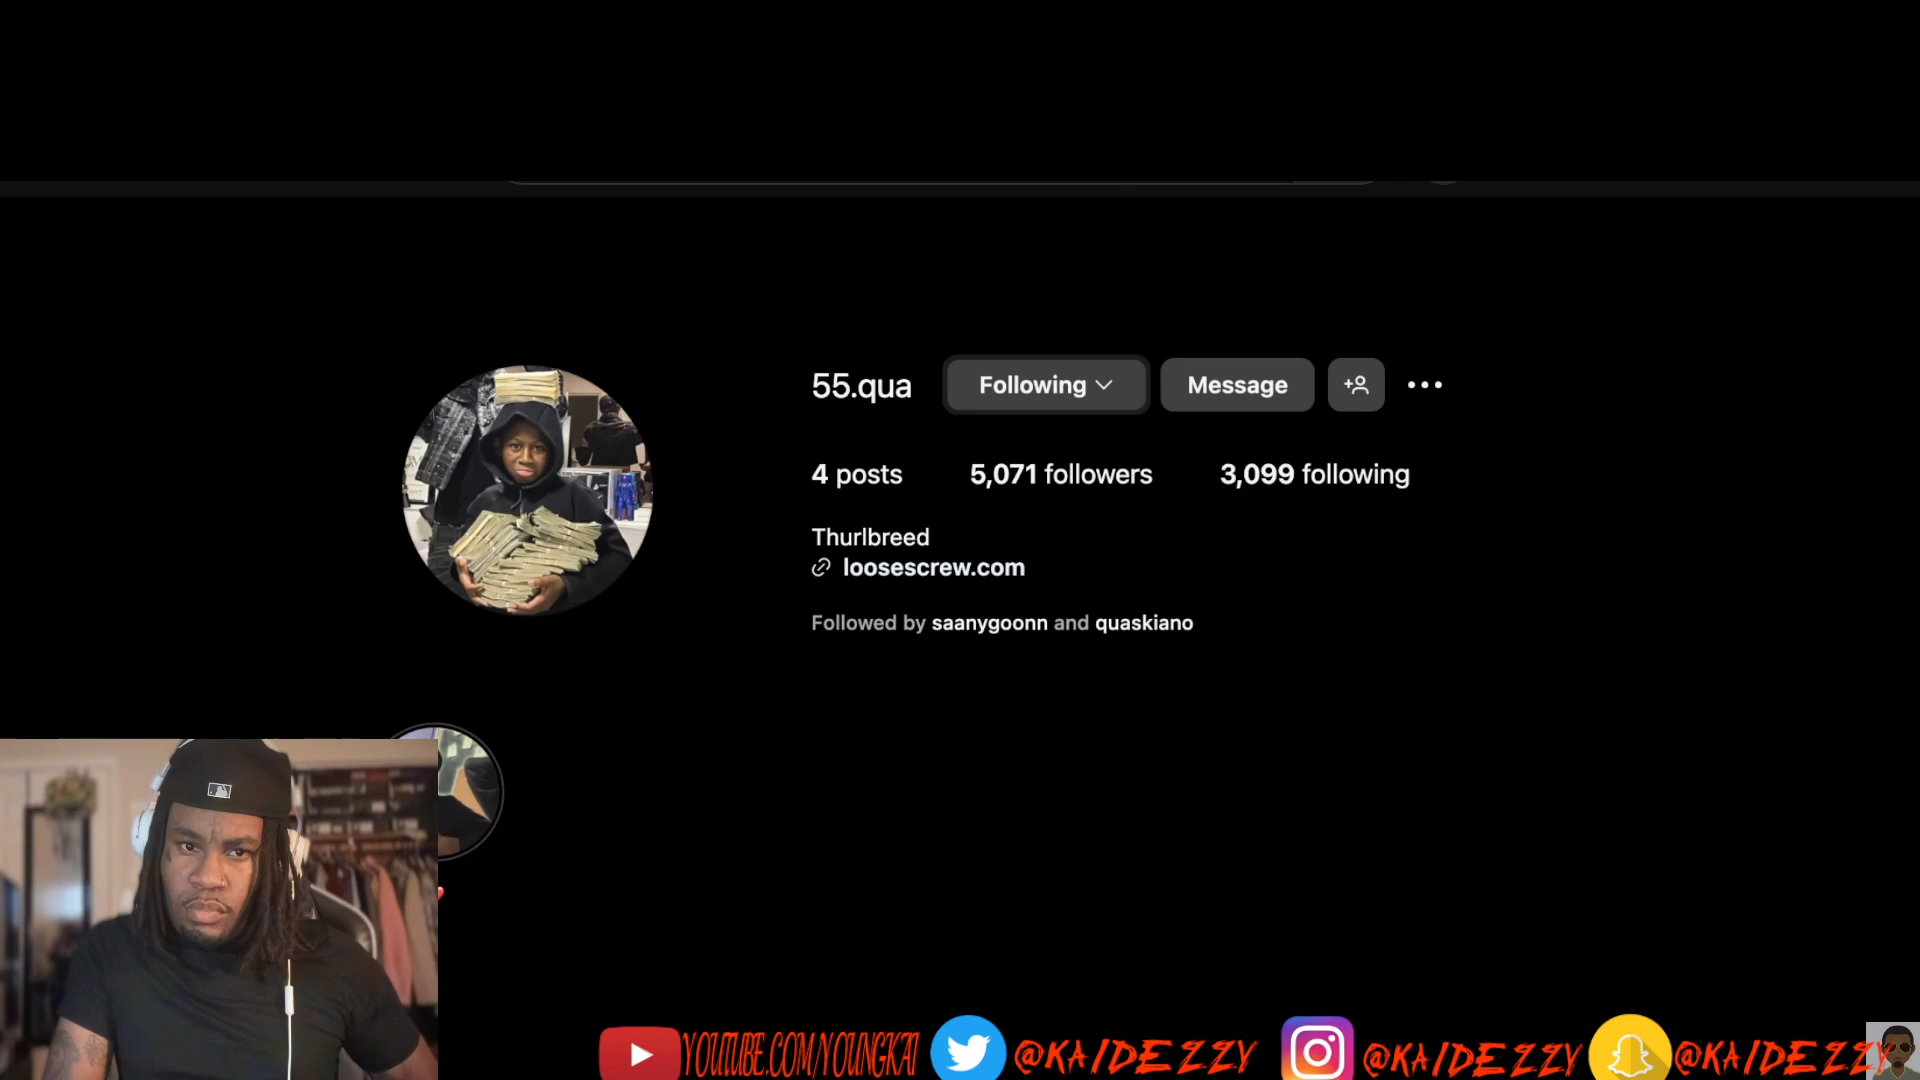 55.qua Following Message
4 posts 5,071 followers 3,099 following
Thurlbreed
loosescrew.com
Followed by saanygoonn and quaskiano
YOUTUBE.COM/YOUNGKAI @KAIDEZZY @KAIDEZZY @KAIDEZZY